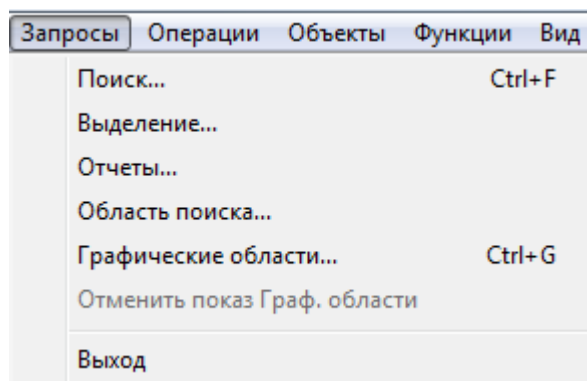 Запросы Операции Объекты Функции Вид
Поиск... Ctrl+F
Выделение...
Отчеты...
Область поиска...
Графические области... Ctrl+G
Отменить показ Граф. области
Выход